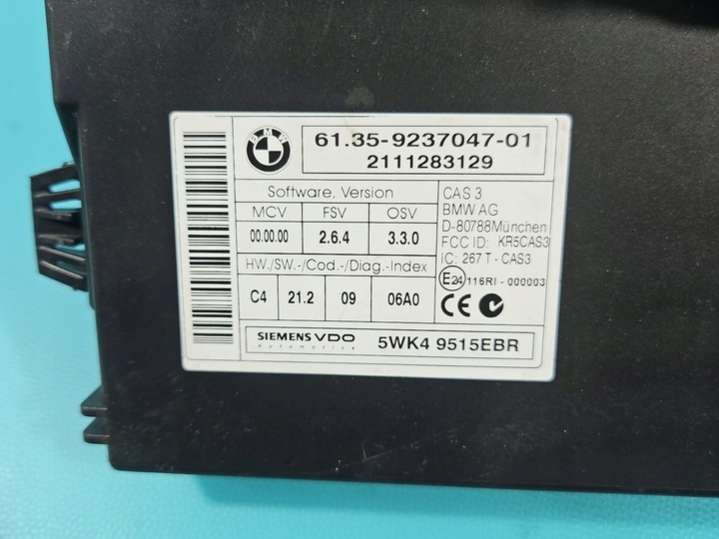 BMW
61.35-9237047-01
2111283129
Software, Version
MCV FSV OSV
00.00.00 2.6.4 3.3.0
HW./SW.-/Cod.-/Diag.-Index
C4 21.2 09 06A0
CAS 3
BMW AG
D-80788München
FCC ID: KR5CAS3
IC: 267 T - CAS3
E24 116RI - 000003
CE
SIEMENS VDO
Automotive
5WK4 9515EBR